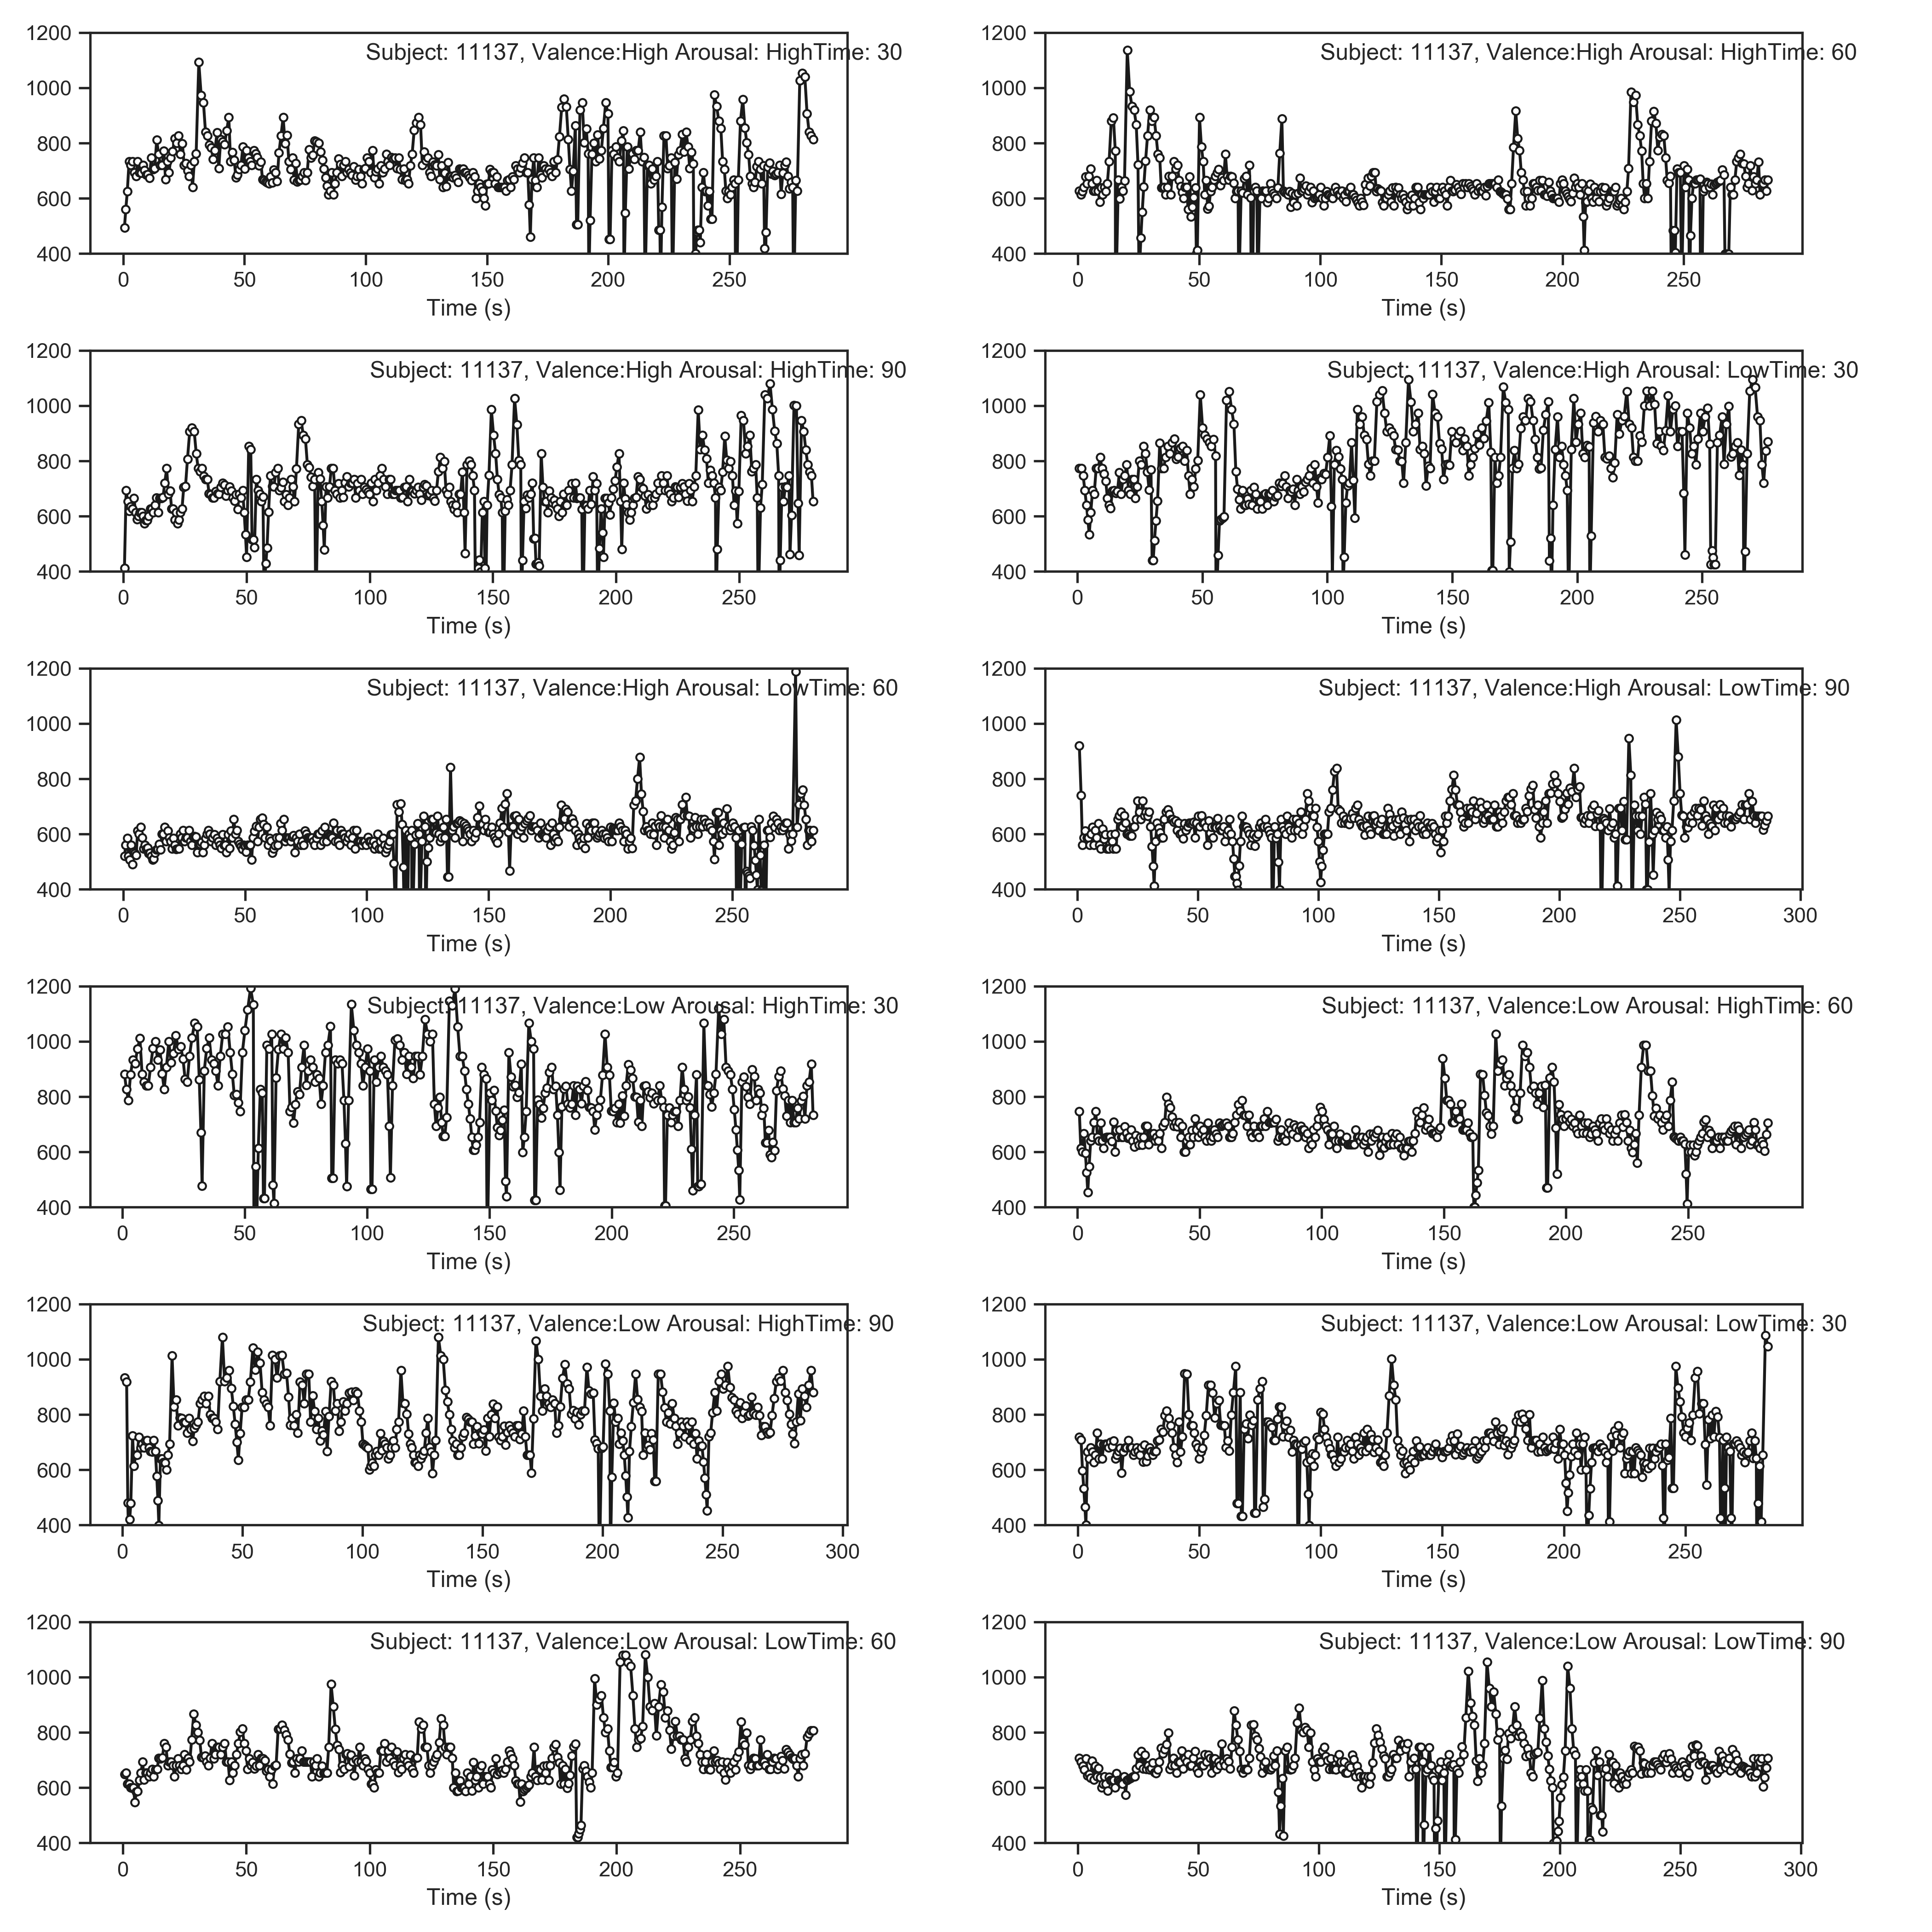 1200
1000
800
600
400
Subject: 11137, Valence:High Arousal: HighTime: 30
0 50 100 150 200 250
Time (s)
1200
1000
800
600
400
Subject: 11137, Valence:High Arousal: HighTime: 60
0 50 100 150 200 250
Time (s)
1200
1000
800
600
400
Subject: 11137, Valence:High Arousal: HighTime: 90
0 50 100 150 200 250
Time (s)
1200
1000
800
600
400
Subject: 11137, Valence:High Arousal: LowTime: 30
0 50 100 150 200 250
Time (s)
1200
1000
800
600
400
Subject: 11137, Valence:High Arousal: LowTime: 60
0 50 100 150 200 250
Time (s)
1200
1000
800
600
400
Subject: 11137, Valence:High Arousal: LowTime: 90
0 50 100 150 200 250 300
Time (s)
1200
1000
800
600
400
Subject: 11137, Valence:Low Arousal: HighTime: 30
0 50 100 150 200 250
Time (s)
1200
1000
800
600
400
Subject: 11137, Valence:Low Arousal: HighTime: 60
0 50 100 150 200 250
Time (s)
1200
1000
800
600
400
Subject: 11137, Valence:Low Arousal: HighTime: 90
0 50 100 150 200 250 300
Time (s)
1200
1000
800
600
400
Subject: 11137, Valence:Low Arousal: LowTime: 30
0 50 100 150 200 250
Time (s)
1200
1000
800
600
400
Subject: 11137, Valence:Low Arousal: LowTime: 60
0 50 100 150 200 250
Time (s)
1200
1000
800
600
400
Subject: 11137, Valence:Low Arousal: LowTime: 90
0 50 100 150 200 250 300
Time (s)